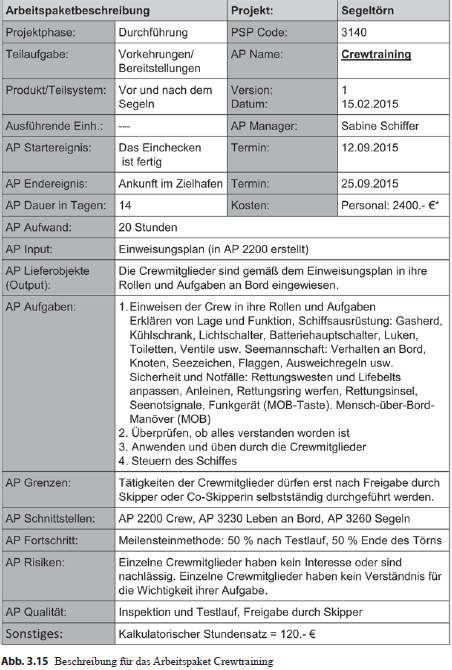 Arbeitspaketbeschreibung Projekt: Segeltörn
Projektphase: Durchführung PSP Code: 3140
Teilaufgabe: Vorkehrungen/ AP Name: Crewtraining
Bereitstellungen
Produkt/Teilsystem: Vor und nach dem Version: 1
Segeln Datum: 15.02.2015
Ausführende Einh.: --- AP Manager: Sabine Schiffer
AP Startereignis: Das Einchecken Termin: 12.09.2015
ist fertig
AP Endereignis: Ankunft im Zielhafen Termin: 25.09.2015
AP Dauer in Tagen: 14 Kosten: Personal: 2400.- €*
AP Aufwand: 20 Stunden
AP Input: Einweisungsplan (in AP 2200 erstellt)
AP Lieferobjekte Die Crewmitglieder sind gemäß dem Einweisungsplan in ihre
(Output): Rollen und Aufgaben an Bord eingewiesen.
AP Aufgaben: 1. Einweisen der Crew in ihre Rollen und Aufgaben
Erklären von Lage und Funktion, Schiffsausrüstung: Gasherd,
Kühlschrank, Lichtschalter, Batteriehauptschalter, Luken,
Toiletten, Ventile usw. Seemannschaft: Verhalten an Bord,
Knoten, Seezeichen, Flaggen, Ausweichregeln usw.
Sicherheit und Notfälle: Rettungswesten und Lifebelts
anpassen, Anleinen, Rettungsring werfen, Rettungsinsel,
Seenotsignale, Funkgerät (MOB-Taste). Mensch-über-Bord-
Manöver (MOB)
2. Überprüfen, ob alles verstanden worden ist
3. Anwenden und üben durch die Crewmitglieder
4. Steuern des Schiffes
AP Grenzen: Tätigkeiten der Crewmitglieder dürfen erst nach Freigabe durch
Skipper oder Co-Skipperin selbstständig durchgeführt werden.
AP Schnittstellen: AP 2200 Crew, AP 3230 Leben an Bord, AP 3260 Segeln
AP Fortschritt: Meilensteinmethode: 50 % nach Testlauf, 50 % Ende des Törns
AP Risiken: Einzelne Crewmitglieder haben kein Interesse oder sind
nachlässig. Einzelne Crewmitglieder haben kein Verständnis für
die Wichtigkeit ihrer Aufgabe.
AP Qualität: Inspektion und Testlauf, Freigabe durch Skipper
Sonstiges: Kalkulatorischer Stundensatz = 120.- €
Abb. 3.15 Beschreibung für das Arbeitspaket Crewtraining